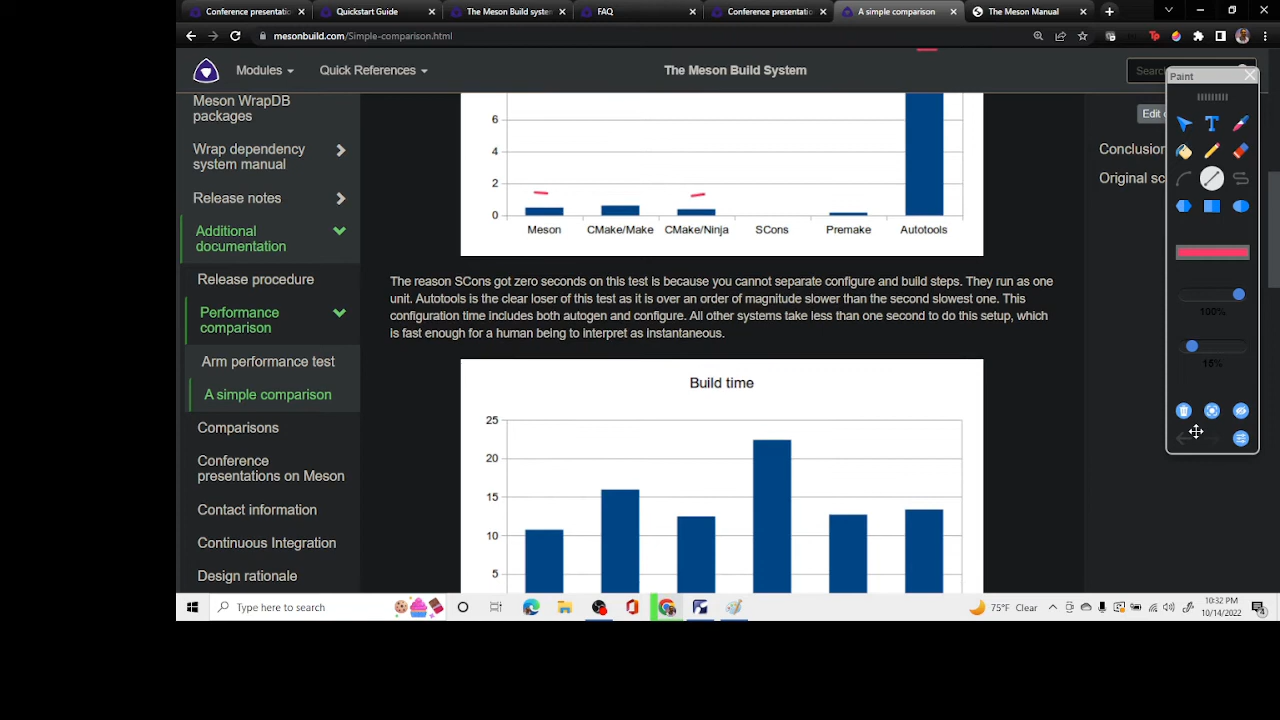 Conference presentatio
Quickstart Guide
The Meson Build system
FAQ
Conference presentatio
A simple comparison
The Meson Manual
mesonbuild.com/Simple-comparison.html
Modules
Quick References
The Meson Build System
Searc
Paint
Meson WrapDB
packages
Wrap dependency
system manual
Release notes
Additional
documentation
Release procedure
Performance
comparison
Arm performance test
A simple comparison
Comparisons
Conference
presentations on Meson
Contact information
Continuous Integration
Design rationale
6
4
2
0
Meson CMake/Make CMake/Ninja SCons Premake Autotools
The reason SCons got zero seconds on this test is because you cannot separate configure and build steps. They run as one
unit. Autotools is the clear loser of this test as it is over an order of magnitude slower than the second slowest one. This
configuration time includes both autogen and configure. All other systems take less than one second to do this setup, which
is fast enough for a human being to interpret as instantaneous.
Build time
25
20
15
10
5
Edit
Conclusion
Original sc
T
100%
15%
Type here to search
75°F Clear
10:32 PM
10/14/2022